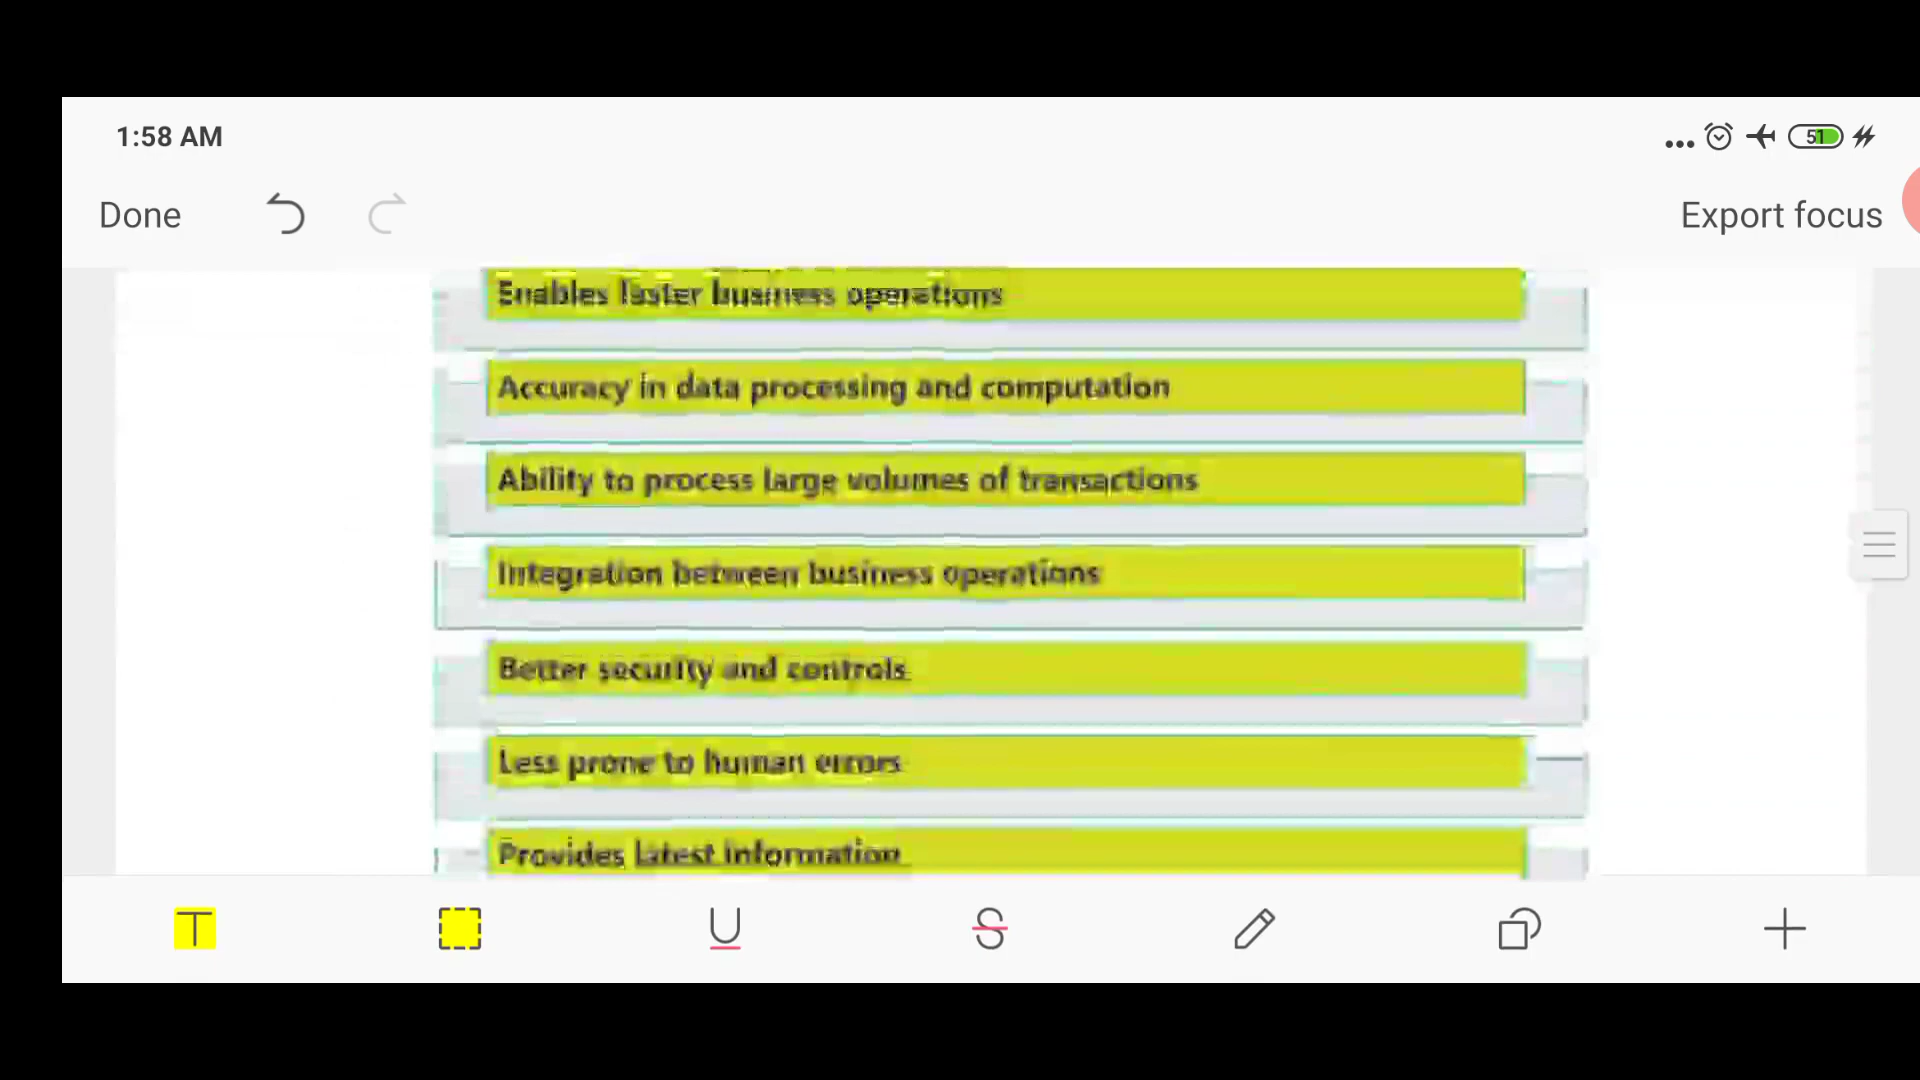 1:58 AM
51
Done
Export focus
Enables faster business operations
Accuracy in data processing and computation
Ability to process large volumes of transactions
Integration between business operations
Better security and controls
Less prone to human errors
Provides latest information
T
U
S